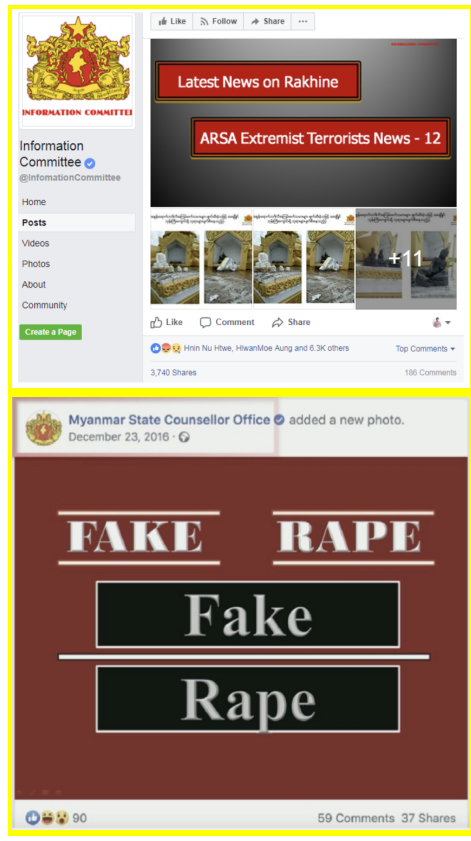 Like Follow Share ...
INFORMATION COMMITTEE
Latest News on Rakhine
INFORMATION COMMITTEE
ARSA Extremist Terrorists News - 12
Information
Committee
@InfomationCommittee
Home
Posts
Videos
Photos
About
Community
Create a Page
+11
Like Comment Share
Hnin Nu Htwe, HlwanMoe Aung and 6.3K others
Top Comments
3,740 Shares
186 Comments
Myanmar State Counsellor Office added a new photo.
December 23, 2016 ·
FAKE RAPE
Fake
Rape
90
59 Comments 37 Shares